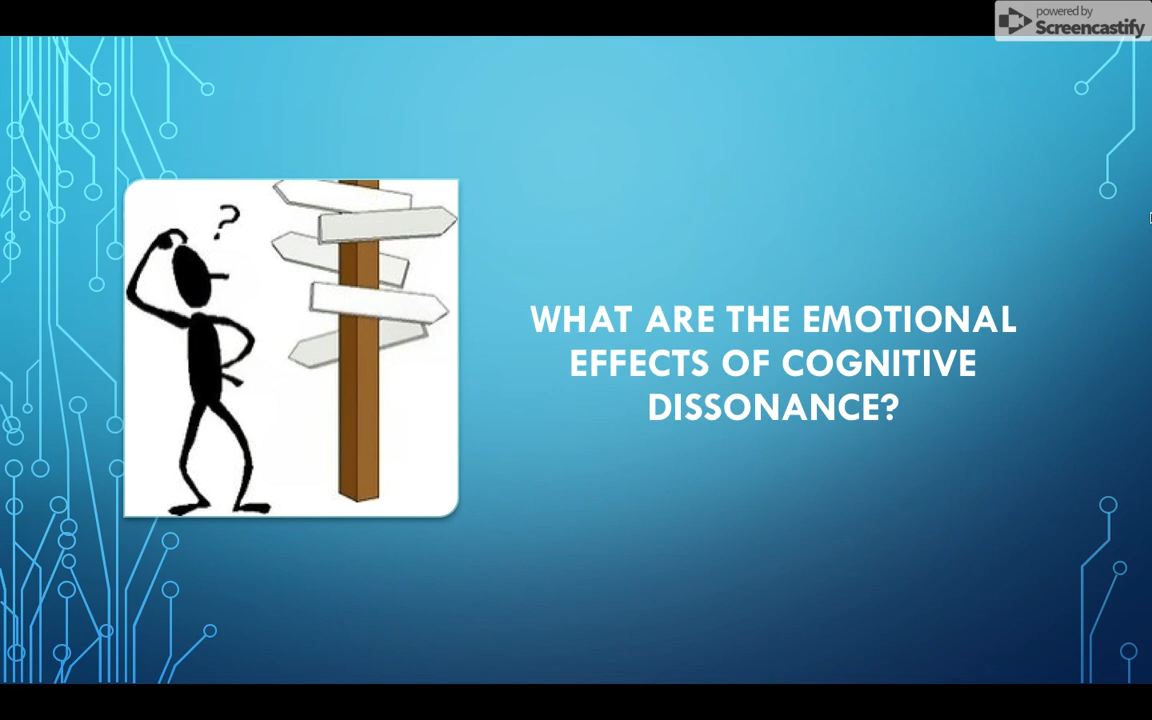 powered by
Screencastify
?
WHAT ARE THE EMOTIONAL
EFFECTS OF COGNITIVE
DISSONANCE?